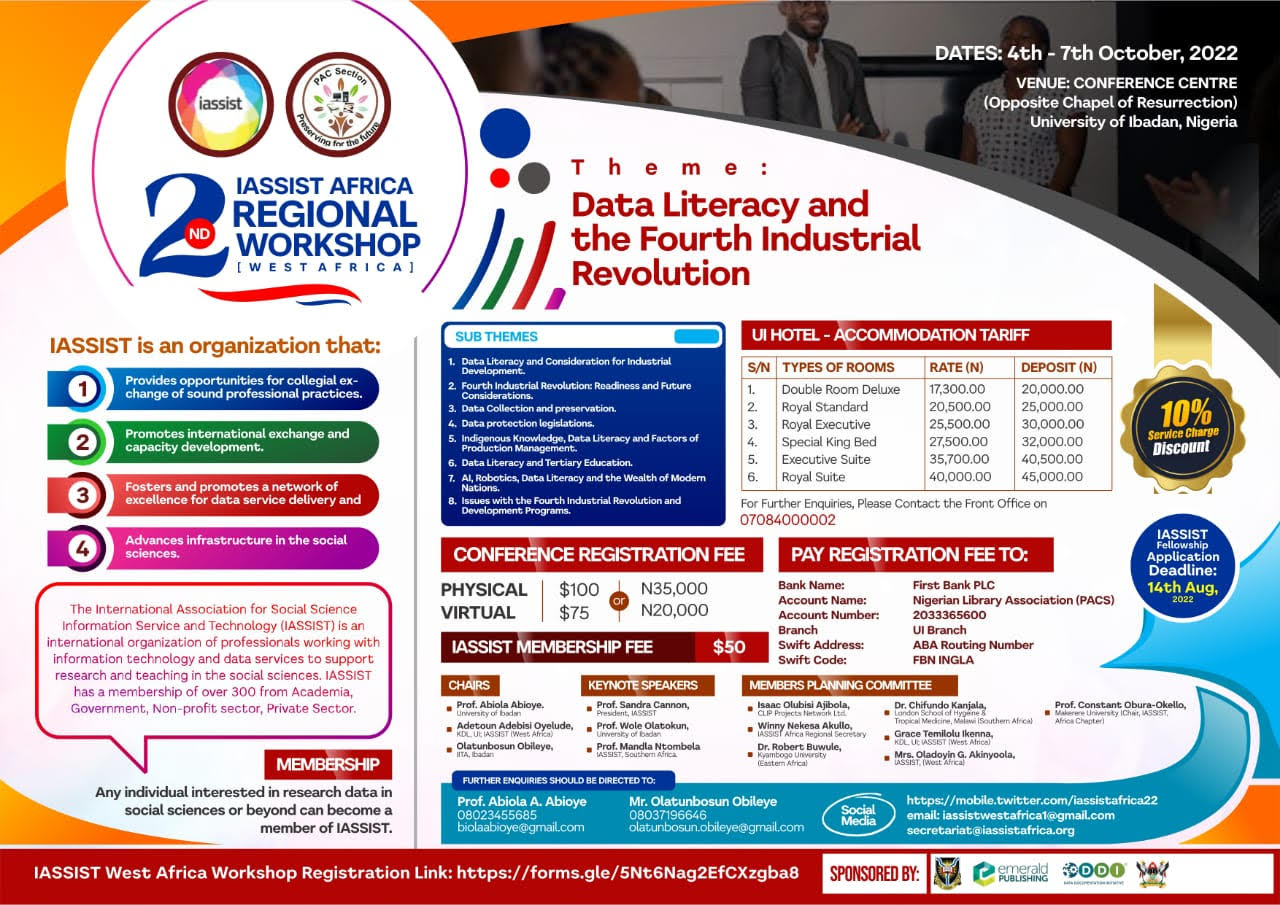 iassist
PAC Section
Preserving for the future
2ND
IASSIST AFRICA
REGIONAL
WORKSHOP
[ WEST AFRICA ]
DATES: 4th - 7th October, 2022
VENUE: CONFERENCE CENTRE
(Opposite Chapel of Resurrection)
University of Ibadan, Nigeria
Theme:
Data Literacy and
the Fourth Industrial
Revolution
IASSIST is an organization that:
1
Provides opportunities for collegial ex-
change of sound professional practices.
2
Promotes international exchange and
capacity development.
3
Fosters and promotes a network of
excellence for data service delivery and
4
Advances infrastructure in the social
sciences.
The International Association for Social Science
Information Service and Technology (IASSIST) is an
international organization of professionals working with
information technology and data services to support
research and teaching in the social sciences. IASSIST
has a membership of over 300 from Academia,
Government, Non-profit sector, Private Sector.
MEMBERSHIP
Any individual interested in research data in
social sciences or beyond can become a
member of IASSIST.
SUB THEMES
1. Data Literacy and Consideration for Industrial
Development.
2. Fourth Industrial Revolution: Readiness and Future
Considerations.
3. Data Collection and preservation.
4. Data protection legislations.
5. Indigenous Knowledge, Data Literacy and Factors of
Production Management.
6. Data Literacy and Tertiary Education.
7. AI, Robotics, Data Literacy and the Wealth of Modern
Nations.
8. Issues with the Fourth Industrial Revolution and
Development Programs.
UI HOTEL - ACCOMMODATION TARIFF
S/N TYPES OF ROOMS RATE (N) DEPOSIT (N)
1. Double Room Deluxe 17,300.00 20,000.00
2. Royal Standard 20,500.00 25,000.00
3. Royal Executive 25,500.00 30,000.00
4. Special King Bed 27,500.00 32,000.00
5. Executive Suite 35,700.00 40,500.00
6. Royal Suite 40,000.00 45,000.00
For Further Enquiries, Please Contact the Front Office on
07084000002
10%
Service Charge
Discount
IASSIST
Fellowship
Application
Deadline:
14th Aug,
2022
CONFERENCE REGISTRATION FEE
PHYSICAL $100 or N35,000
VIRTUAL $75 N20,000
IASSIST MEMBERSHIP FEE $50
PAY REGISTRATION FEE TO:
Bank Name: First Bank PLC
Account Name: Nigerian Library Association (PACS)
Account Number: 2033365600
Branch UI Branch
Swift Address: ABA Routing Number
Swift Code: FBN INGLA
CHAIRS
Prof. Abiola Abioye.
University of Ibadan
Adetoun Adebisi Oyelude,
KDL, UI; IASSIST (West Africa)
Olatunbosun Obileye,
IITA, Ibadan
KEYNOTE SPEAKERS
Prof. Sandra Cannon,
President, IASSIST
Prof. Wole Olatokun,
University of Ibadan
Prof. Mandla Ntombela
IASSIST, Southern Africa.
MEMBERS PLANNING COMMITTEE
Isaac Olubisi Ajibola,
CLIP Projects Network Ltd.
Winny Nekesa Akullo,
IASSIST Africa Regional Secretary
Dr. Robert Buwule,
Kyambogo University
(Eastern Africa)
Dr. Chifundo Kanjala,
London School of Hygiene &
Tropical Medicine, Malawi (Southern Africa)
Grace Temilolu Ikenna,
KDL, UI; IASSIST (West Africa)
Mrs. Oladoyin G. Akinyoola,
IASSIST, (West Africa)
Prof. Constant Obura-Okello,
Makerere University (Chair, IASSIST,
Africa Chapter)
FURTHER ENQUIRIES SHOULD BE DIRECTED TO:
Prof. Abiola A. Abioye
08023455685
biolaabioye@gmail.com
Mr. Olatunbosun Obileye
08037196646
olatunbosun.obileye@gmail.com
Social
Media
https://mobile.twitter.com/iassistafrica22
email: iassistwestafrica1@gmail.com
secretariat@iassistafrica.org
IASSIST West Africa Workshop Registration Link: https://forms.gle/5Nt6Nag2EfCXzgba8
SPONSORED BY:
emerald
PUBLISHING
DDI
DATA DOCUMENTATION INITIATIVE